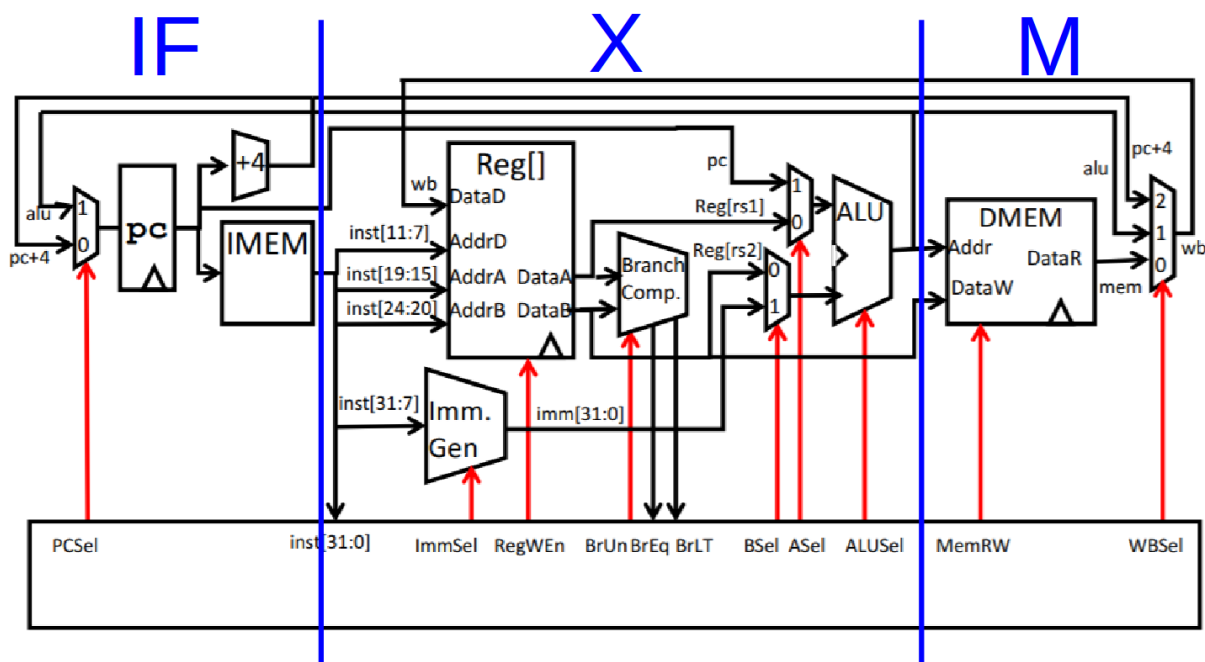 IF
X
M
+4
Reg[]
wb
DataD
pc
pc+4
alu
alu
1
0
pc+4
pc
IMEM
inst[11:7]
AddrD
inst[19:15]
AddrA
DataA
inst[24:20]
AddrB
DataB
Branch
Comp.
Reg[rs1]
1
0
Reg[rs2]
0
1
ALU
DMEM
Addr
DataR
DataW
mem
2
1
0
wb
inst[31:7]
Imm.
Gen
imm[31:0]
PCSel
inst[31:0]
ImmSel
RegWEn
BrUn
BrEq
BrLT
BSel
ASel
ALUSel
MemRW
WBSel